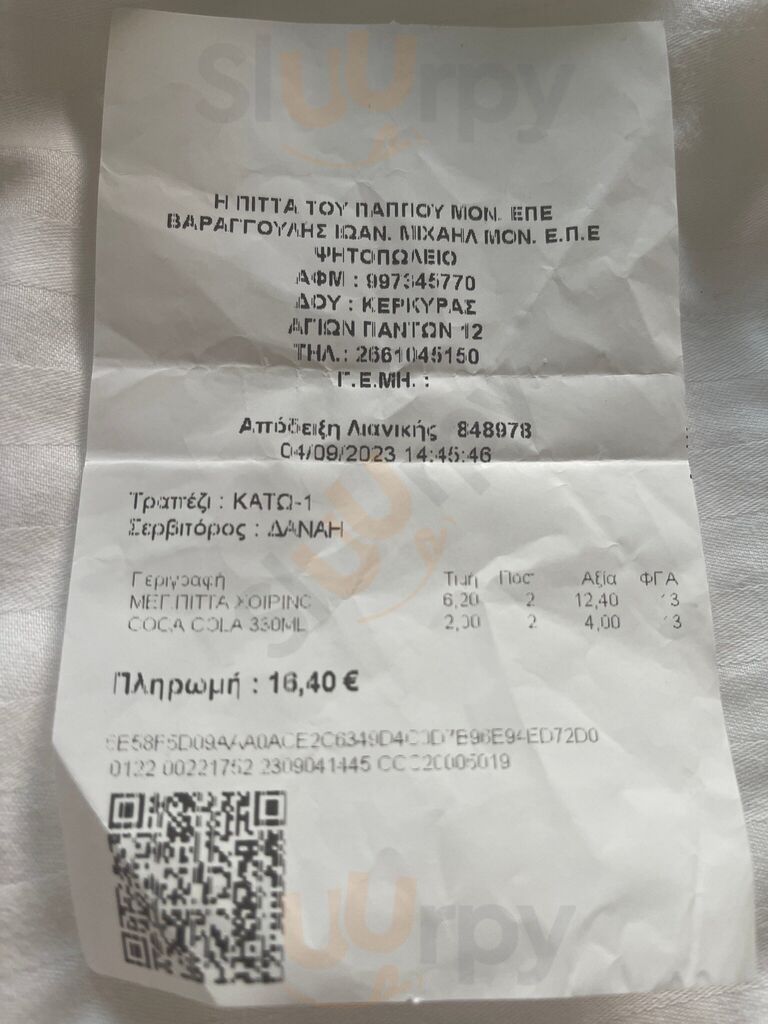 Sluurpy
Η ΠΙΤΤΑ ΤΟΥ ΠΑΠΠΟΥ ΜΟΝ. ΕΠΕ
ΒΑΡΑΓΓΟΥΛΗΣ ΙΩΑΝ. ΜΙΧΑΗΛ ΜΟΝ. Ε.Π.Ε
ΨΗΤΟΠΩΛΕΙΟ
ΑΦΜ : 997345770
ΔΟΥ : ΚΕΡΚΥΡΑΣ
ΑΓΙΩΝ ΠΑΝΤΩΝ 12
ΤΗΛ.: 2661045150
Γ.Ε.ΜΗ. :
Απόδειξη Λιανικής 848978
04/09/2023 14:45:46
Τραπέζι : ΚΑΤΩ-1
Σερβιτόρος : ΔΑΝΑΗ
Περιγραφή Τιμή Ποσ Αξία ΦΠΑ
ΜΕΓ.ΠΙΤΤΑ ΧΟΙΡΙΝΟ 6,20 2 12,40 13
COCA COLA 330ML 2,00 2 4,00 13
Πληρωμή : 16,40 €
0122 00221752 2309041445
Sluurpy